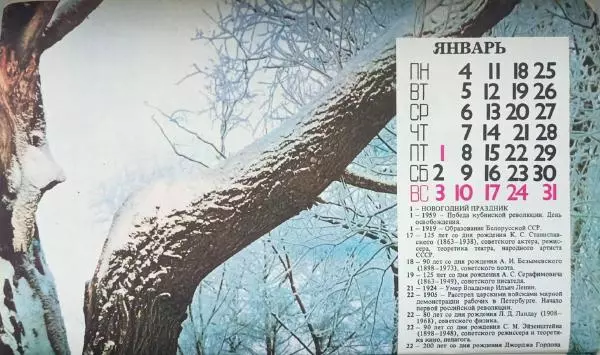 ЯНВАРЬ
ПН 4 11 18 25
ВТ 5 12 19 26
СР 6 13 20 27
ЧТ 7 14 21 28
ПТ 1 8 15 22 29
СБ 2 9 16 23 30
ВС 3 10 17 24 31
1 – НОВОГОДНИЙ ПРАЗДНИК
1 – 1959 – Победа кубинской революции. День
освобождения.
1 – 1919 – Образование Белорусской ССР.
17 – 125 лет со дня рождения К. С. Станислав-
ского (1863–1938), советского актера, режис-
сера, теоретика театра, народного артиста
СССР.
18 – 90 лет со дня рождения А. И. Безыменского
(1898–1973), советского поэта.
19 – 125 лет со дня рождения А. С. Серафимовича
(1863–1949), советского писателя.
21 – 1924 – Умер Владимир Ильич Ленин.
22 – 1905 – Расстрел царскими войсками мирной
демонстрации рабочих в Петербурге. Начало
первой российской революции.
22 – 80 лет со дня рождения Л. Д. Ландау (1908–
1968), советского физика.
22 – 90 лет со дня рождения С. М. Эйзенштейна
(1898–1948), советского режиссера и теорети-
ка кино, педагога.
22 – 200 лет со дня рождения Джорджа Гордона